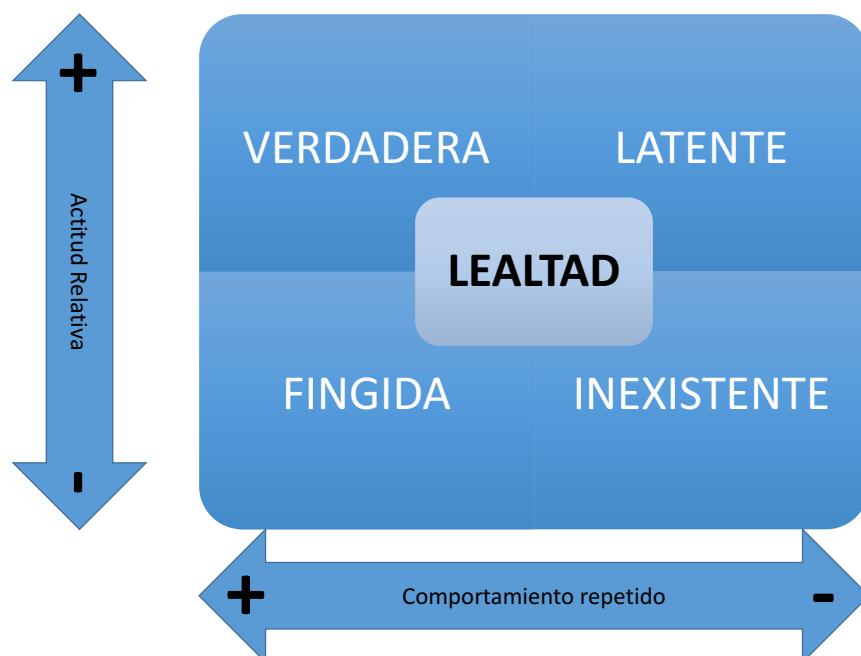 +
VERDADERA
LATENTE
Actitud Relativa
LEALTAD
FINGIDA
INEXISTENTE
-
+
Comportamiento repetido
-